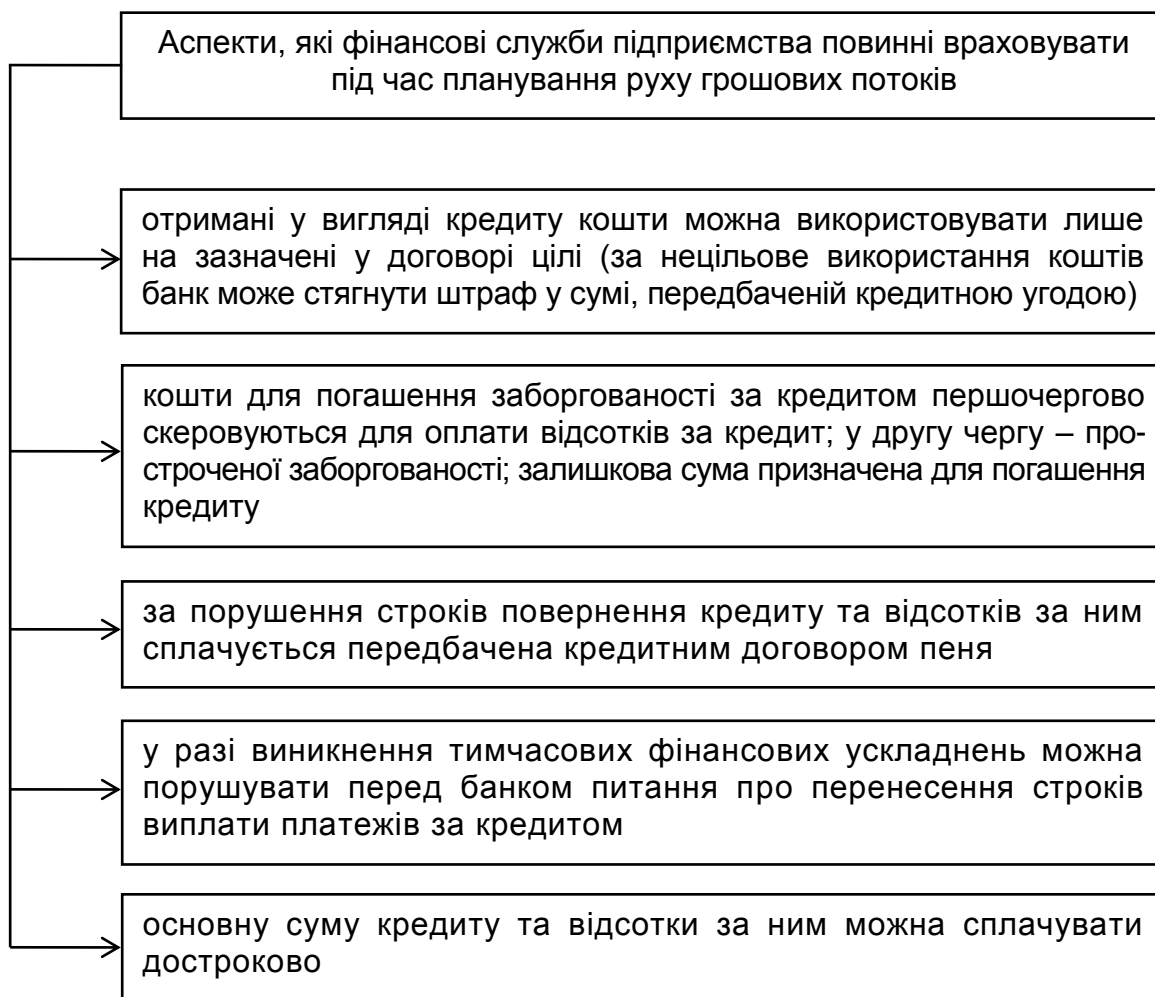 Аспекти, які фінансові служби підприємства повинні враховувати
під час планування руху грошових потоків
отримані у вигляді кредиту кошти можна використовувати лише
на зазначені у договорі цілі (за нецільове використання коштів
банк може стягнути штраф у сумі, передбаченій кредитною угодою)
кошти для погашення заборгованості за кредитом першочергово
скеровуються для оплати відсотків за кредит; у другу чергу – про-
строченої заборгованості; залишкова сума призначена для погашення
кредиту
за порушення строків повернення кредиту та відсотків за ним
сплачується передбачена кредитним договором пеня
у разі виникнення тимчасових фінансових ускладнень можна
порушувати перед банком питання про перенесення строків
виплати платежів за кредитом
основну суму кредиту та відсотки за ним можна сплачувати
достроково